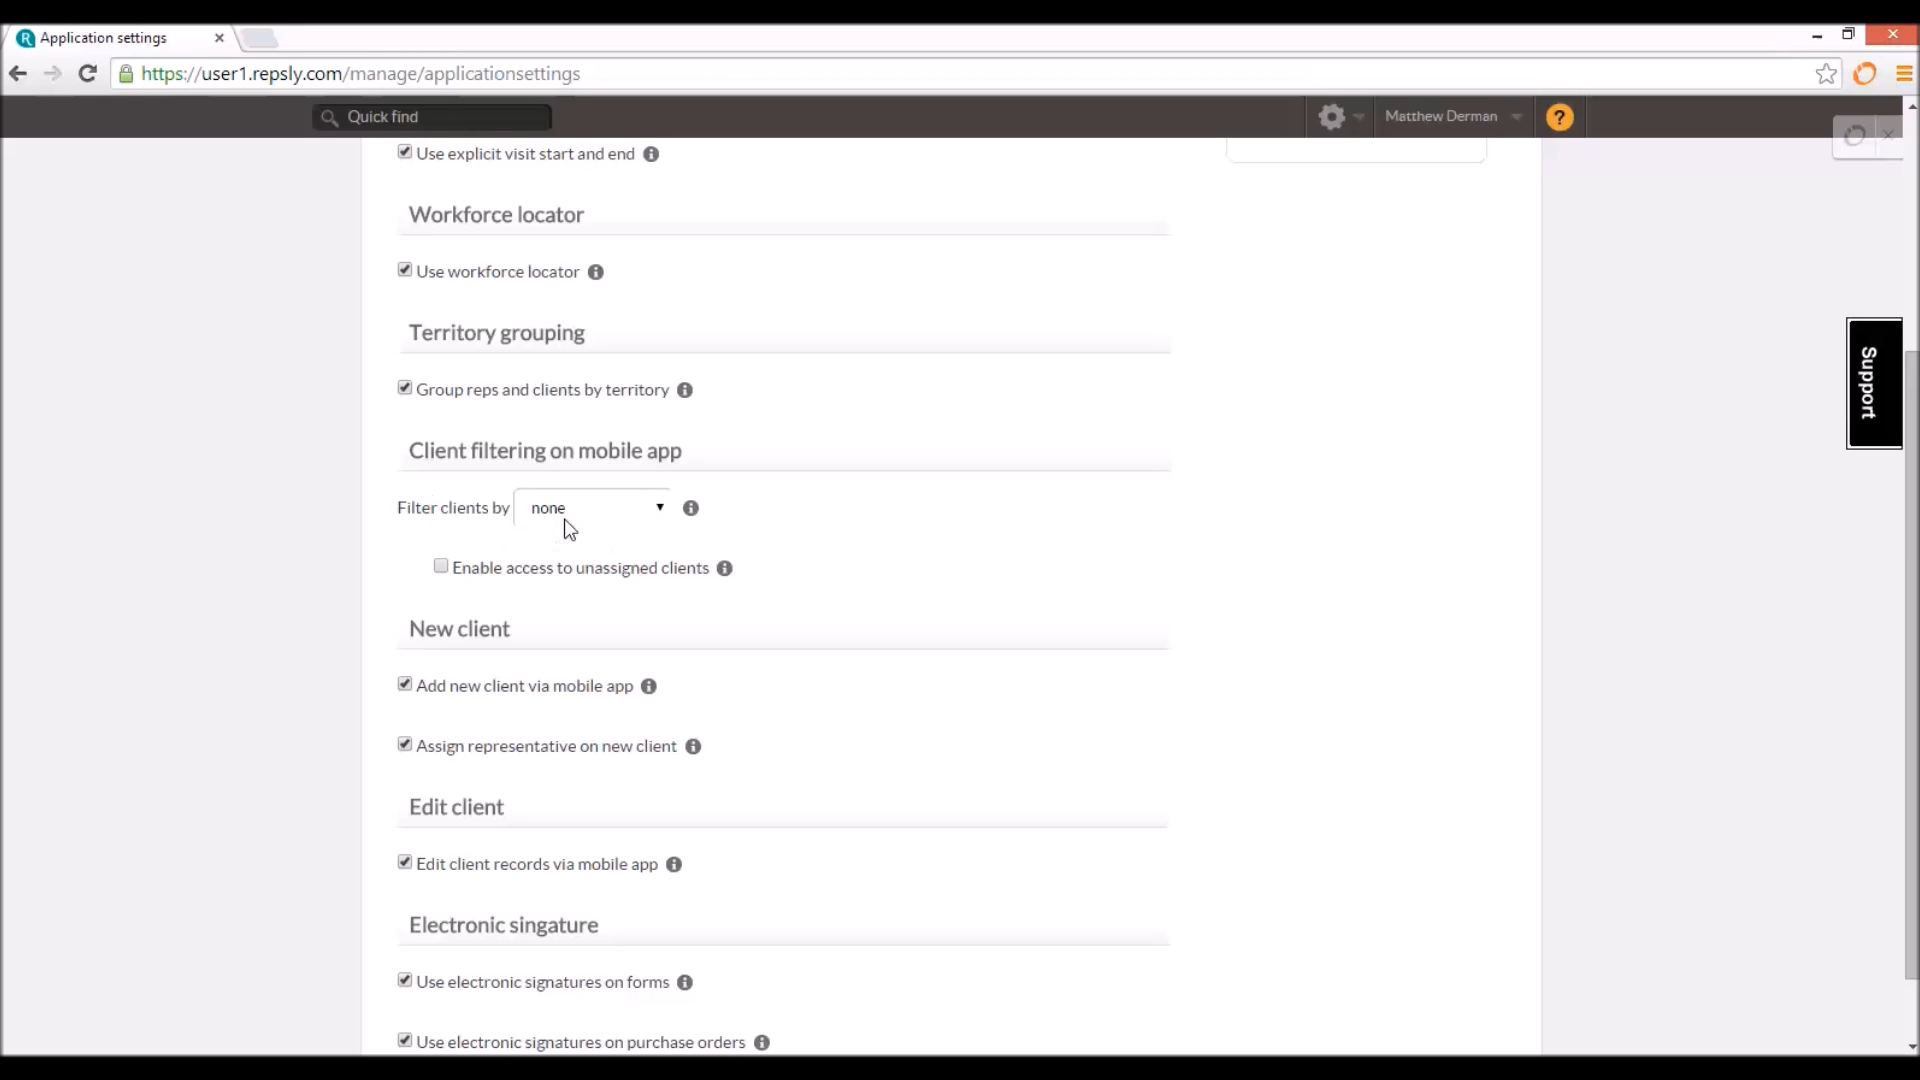 Application settings
https://user1.repsly.com/manage/applicationsettings
Quick find
Matthew Derman
?
Use explicit visit start and end
Workforce locator
Use workforce locator
Territory grouping
Group reps and clients by territory
Client filtering on mobile app
Filter clients by none
Enable access to unassigned clients
New client
Add new client via mobile app
Assign representative on new client
Edit client
Edit client records via mobile app
Electronic singature
Use electronic signatures on forms
Use electronic signatures on purchase orders
Support